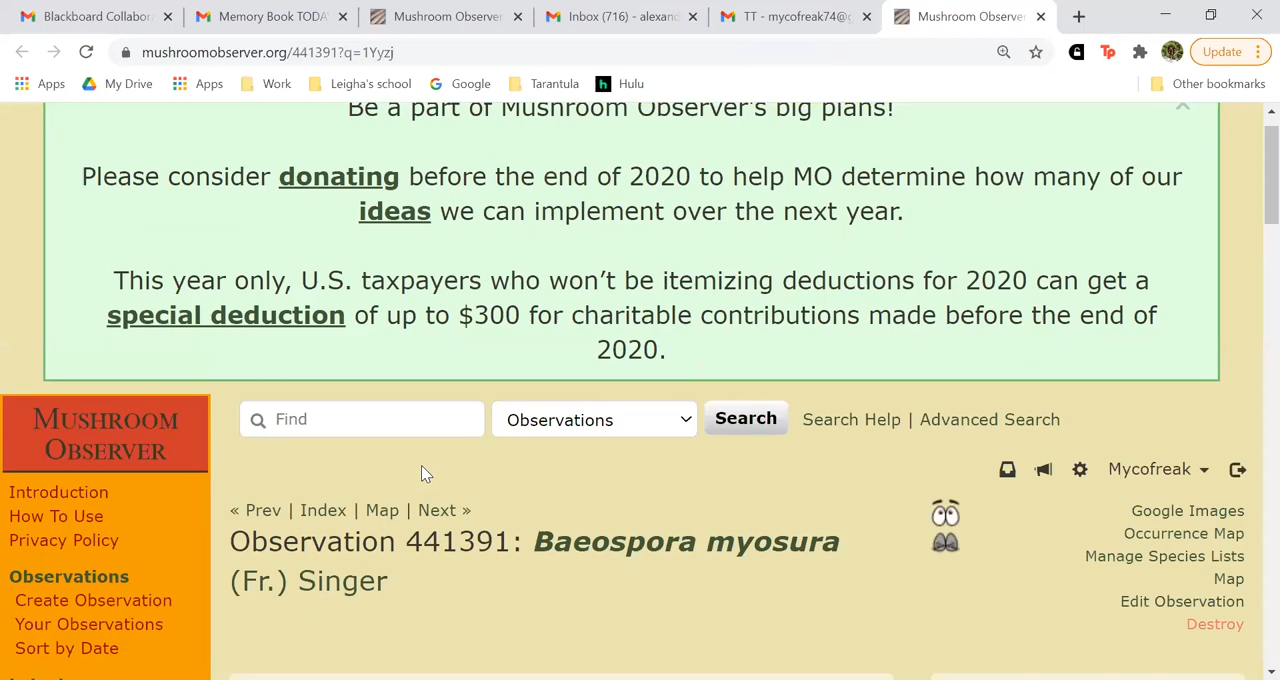 Blackboard Collabor
Memory Book TODA
Mushroom Observe
Inbox (716) - alexand
TT - mycofreak74@g
Mushroom Observe
mushroomobserver.org/441391?q=1Yyzj
Update
Apps
My Drive
Apps
Work
Leigha's school
Google
Tarantula
Hulu
Other bookmarks
Be a part of Mushroom Observer's big plans!
Please consider donating before the end of 2020 to help MO determine how many of our
ideas we can implement over the next year.
This year only, U.S. taxpayers who won't be itemizing deductions for 2020 can get a
special deduction of up to $300 for charitable contributions made before the end of
2020.
MUSHROOM
OBSERVER
Find
Observations
Search
Search Help | Advanced Search
Mycofreak
Introduction
How To Use
Privacy Policy
Observations
Create Observation
Your Observations
Sort by Date
« Prev | Index | Map | Next »
Observation 441391: Baeospora myosura
(Fr.) Singer
Google Images
Occurrence Map
Manage Species Lists
Map
Edit Observation
Destroy